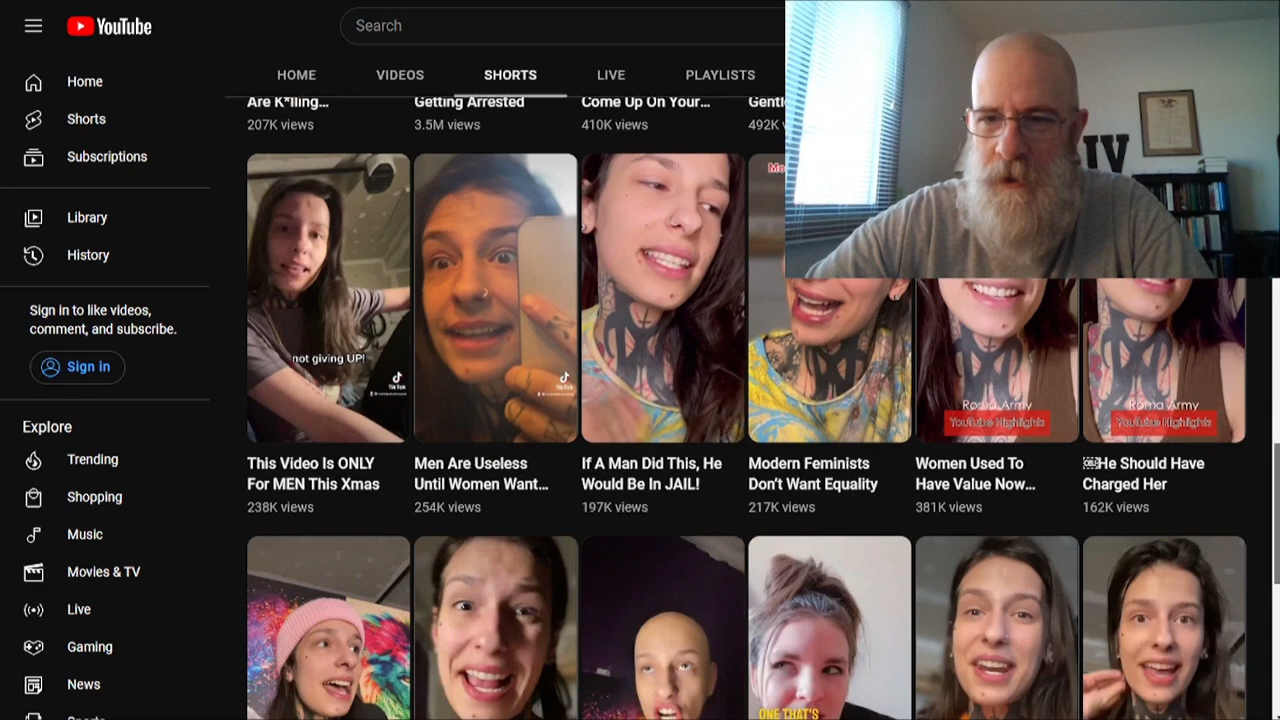 YouTube
Search
HOME
VIDEOS
SHORTS
LIVE
PLAYLISTS
Home
Shorts
Subscriptions
Library
History
Sign in to like videos,
comment, and subscribe.
Sign in
Explore
Trending
Shopping
Music
Movies & TV
Live
Gaming
News
Are K*lling...
Getting Arrested
Come Up On Your...
207K views
3.5M views
410K views
492K
IV
not giving UP!
TikTok
TikTok
Roma Army
YouTube Highlights
Roma Army
YouTube Highlights
This Video Is ONLY
For MEN This Xmas
238K views
Men Are Useless
Until Women Want...
254K views
If A Man Did This, He
Would Be In JAIL!
197K views
Modern Feminists
Don't Want Equality
217K views
Women Used To
Have Value Now...
381K views
He Should Have
Charged Her
162K views
ONE THAT'S